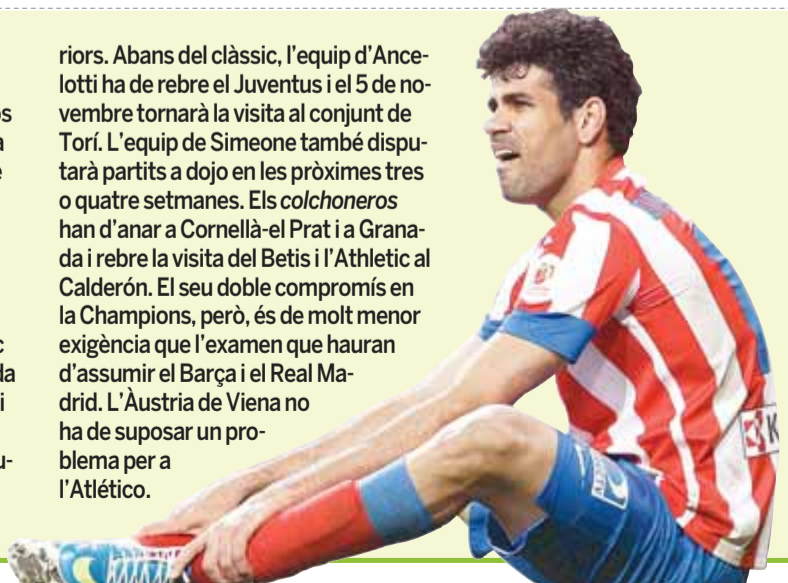 riors. Abans del clàssic, l'equip d'Ance-
lotti ha de rebre el Juventus i el 5 de no-
vembre tornarà la visita al conjunt de
Torí. L'equip de Simeone també dispu-
tarà partits a dojo en les pròximes tres
o quatre setmanes. Els colchoneros
han d'anar a Cornellà-el Prat i a Grana-
da i rebre la visita del Betis i l'Athletic al
Calderón. El seu doble compromís en
la Champions, però, és de molt menor
exigència que l'examen que hauran
d'assumir el Barça i el Real Ma-
drid. L'Àustria de Viena no
ha de suposar un pro-
blema per a
l'Atlético.